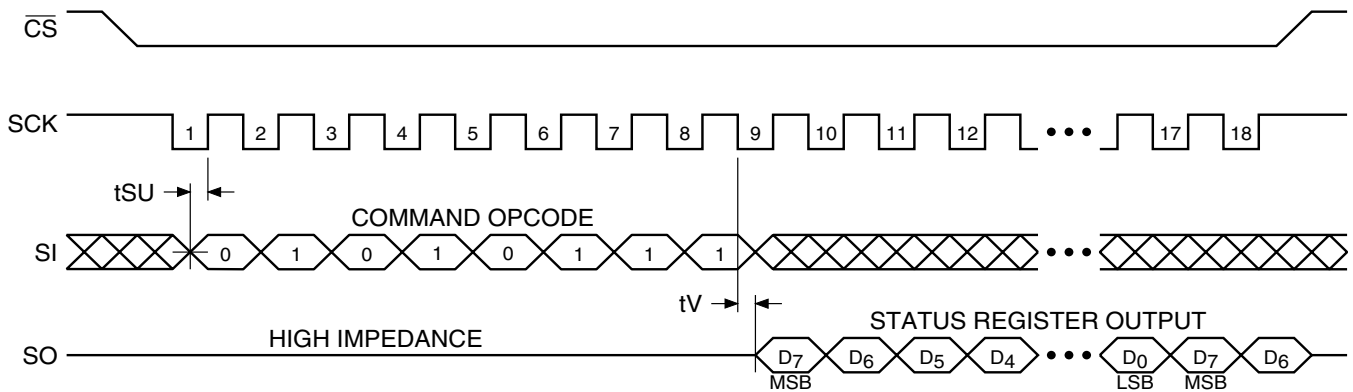 CS
SCK 1 2 3 4 5 6 7 8 9 10 11 12 ••• 17 18
tSU
COMMAND OPCODE
SI 0 1 0 1 0 1 1 1 •••
tV
HIGH IMPEDANCE STATUS REGISTER OUTPUT
SO D7 D6 D5 D4 ••• D0 D7 D6
MSB LSB MSB